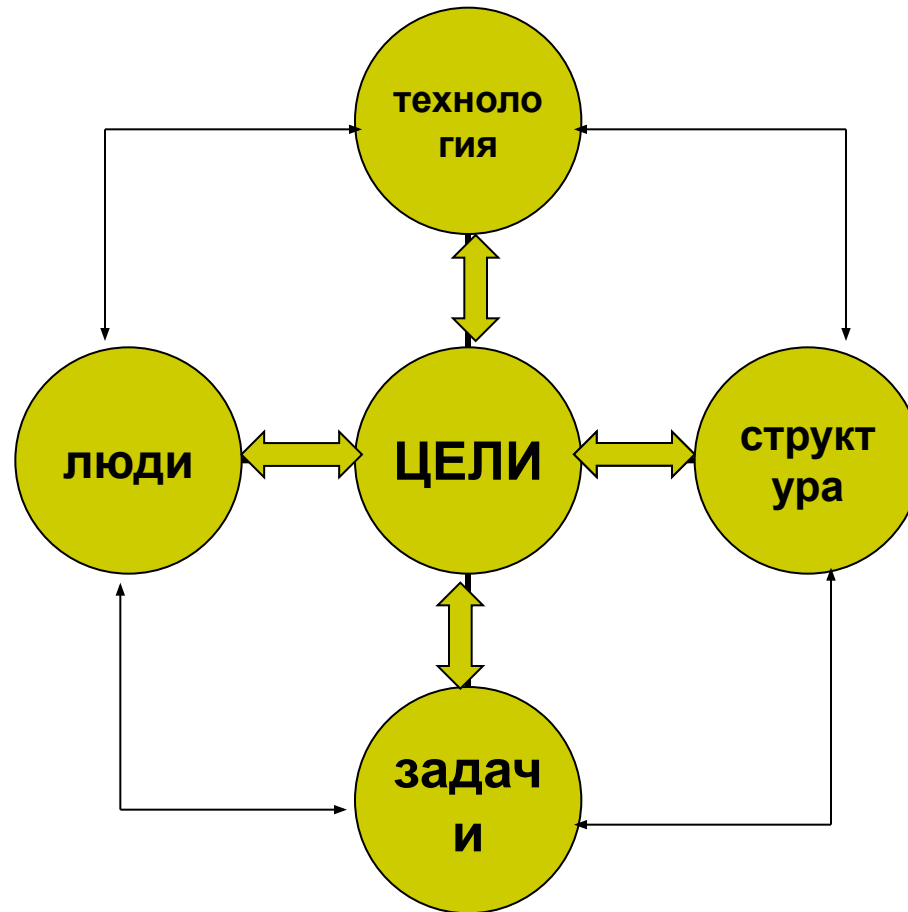 техноло
гия
люди
ЦЕЛИ
структ
ура
задач
и